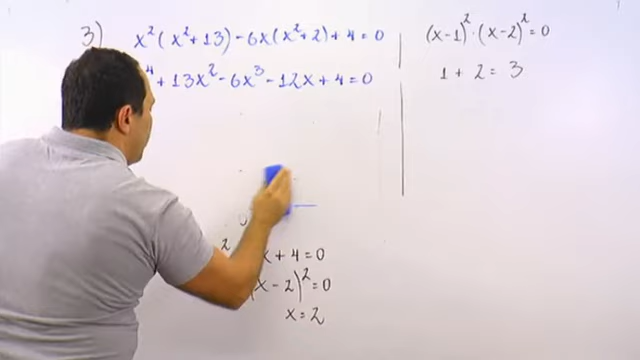 3) x²(x²+13) - 6x(x²+2) + 4 = 0
⁴ + 13x² - 6x³ - 12x + 4 = 0
x + 4 = 0
(x - 2)² = 0
x = 2
(x-1)² · (x-2)² = 0
1 + 2 = 3